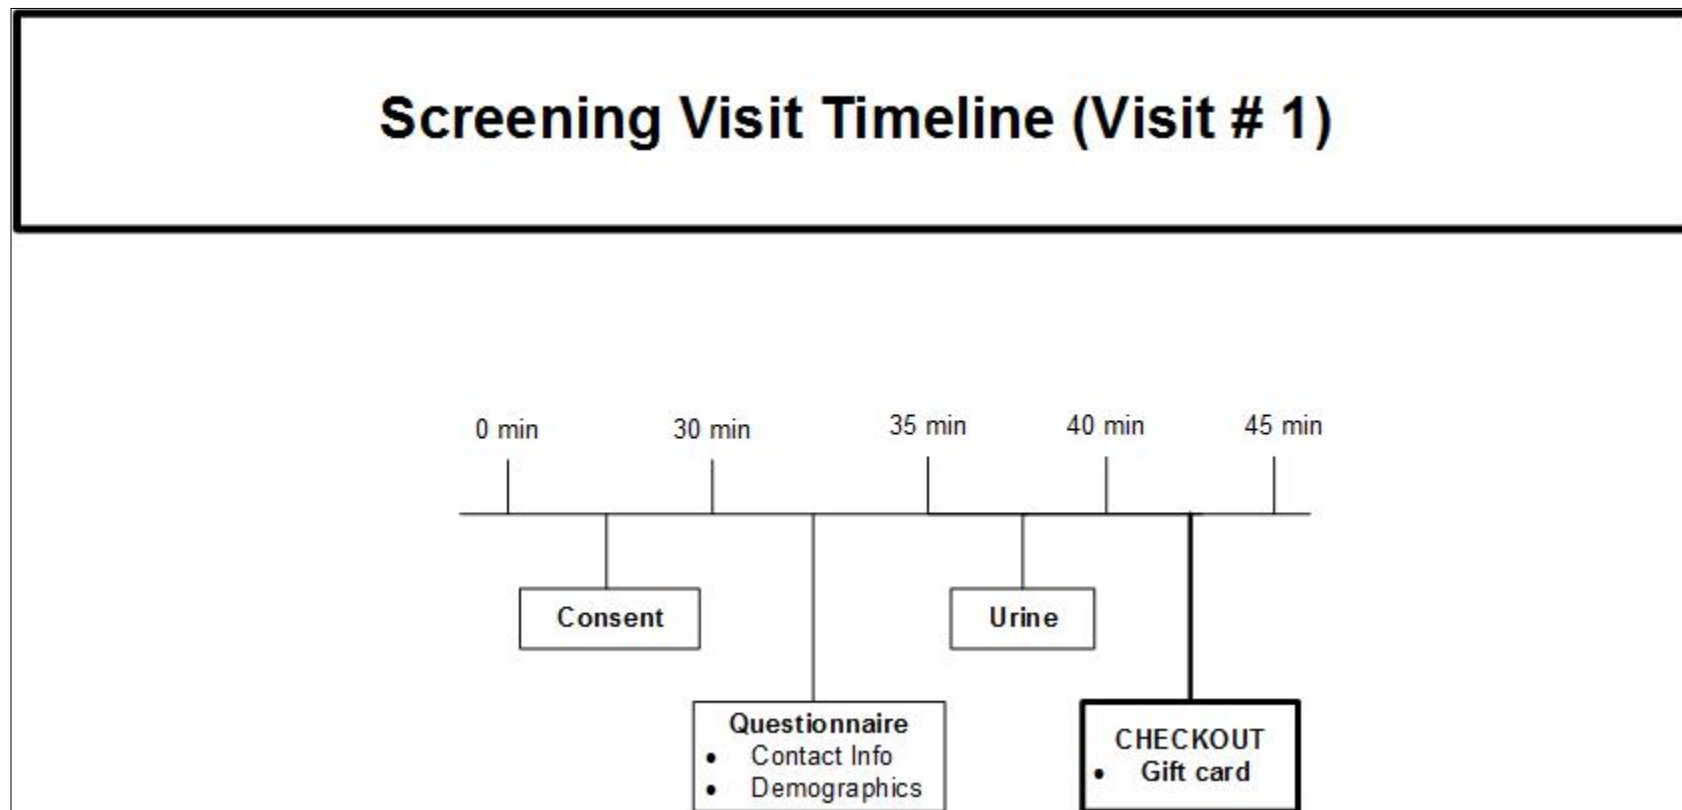 Screening Visit Timeline (Visit # 1)
0 min 30 min 35 min 40 min 45 min
Consent
Urine
Questionnaire
• Contact Info
• Demographics
CHECKOUT
• Gift card